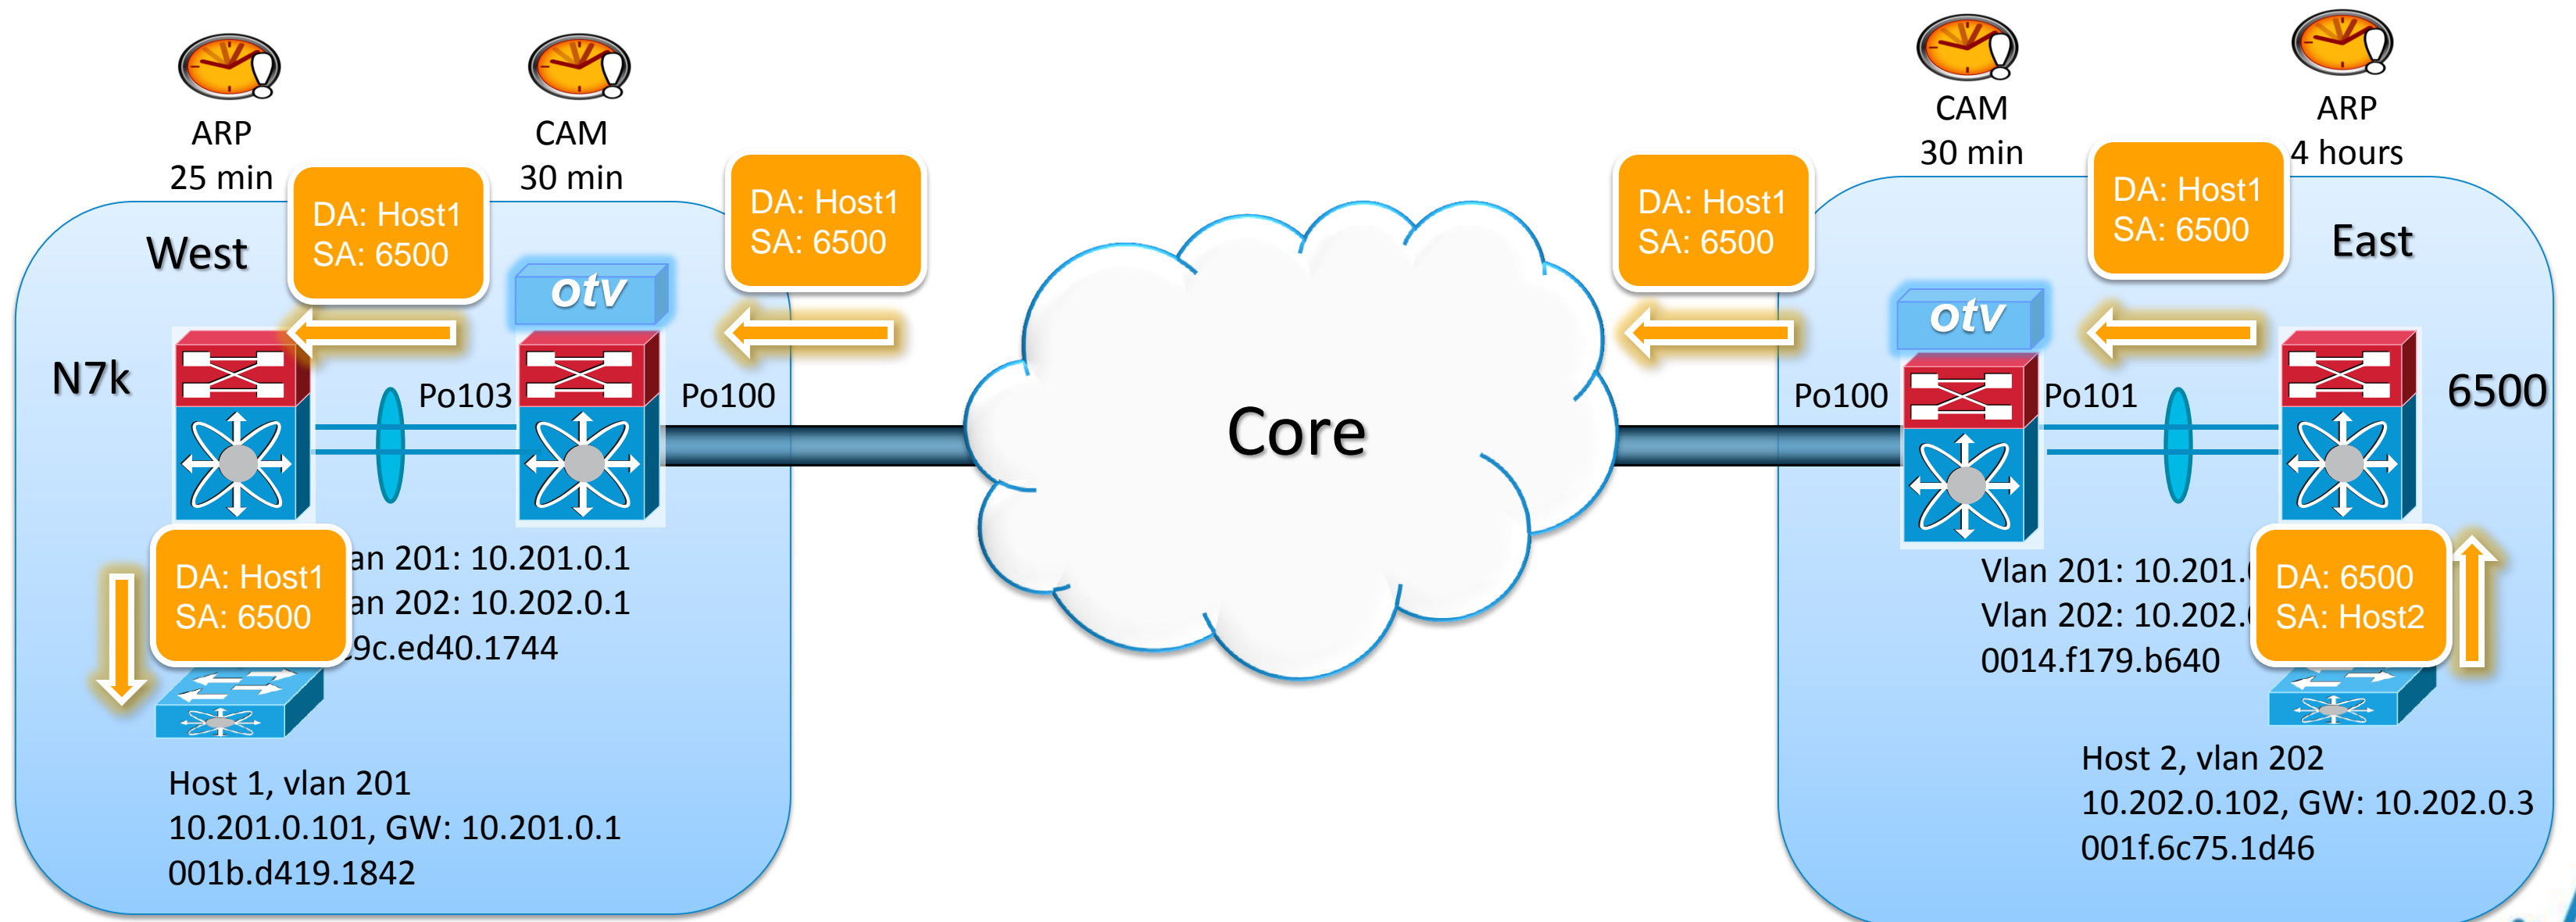 ARP
25 min
CAM
30 min
CAM
30 min
ARP
4 hours
West
DA: Host1
SA: 6500
otv
DA: Host1
SA: 6500
Core
DA: Host1
SA: 6500
otv
DA: Host1
SA: 6500
East
N7k
Po103
Po100
Po100
Po101
6500
DA: Host1
SA: 6500
an 201: 10.201.0.1
an 202: 10.202.0.1
9c.ed40.1744
Host 1, vlan 201
10.201.0.101, GW: 10.201.0.1
001b.d419.1842
Vlan 201: 10.201.
Vlan 202: 10.202.
0014.f179.b640
DA: 6500
SA: Host2
Host 2, vlan 202
10.202.0.102, GW: 10.202.0.3
001f.6c75.1d46